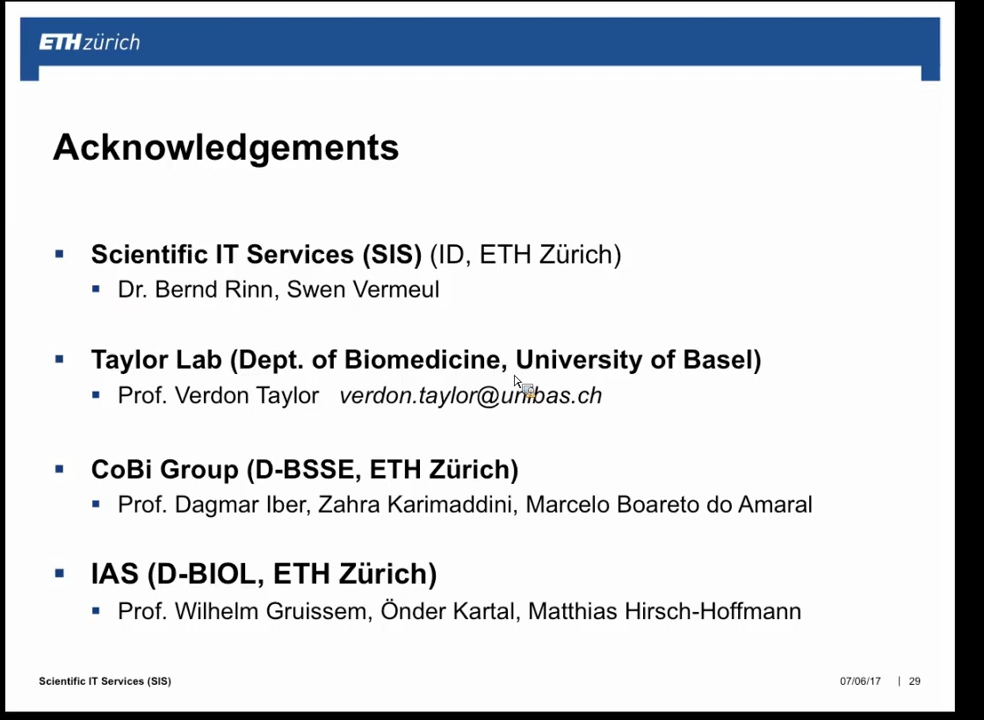 ETH zürich
Acknowledgements
Scientific IT Services (SIS) (ID, ETH Zürich)
Dr. Bernd Rinn, Swen Vermeul
Taylor Lab (Dept. of Biomedicine, University of Basel)
Prof. Verdon Taylor verdon.taylor@unibas.ch
CoBi Group (D-BSSE, ETH Zürich)
Prof. Dagmar Iber, Zahra Karimaddini, Marcelo Boareto do Amaral
IAS (D-BIOL, ETH Zürich)
Prof. Wilhelm Gruissem, Önder Kartal, Matthias Hirsch-Hoffmann
Scientific IT Services (SIS) 07/06/17 | 29